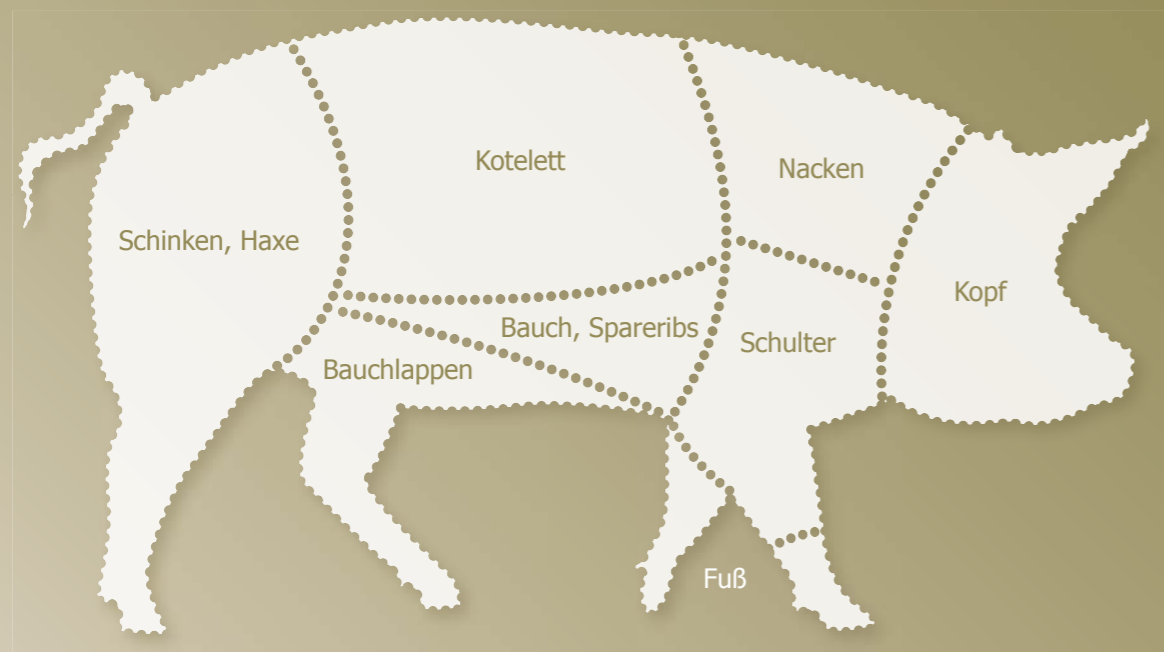 Kotelett
Nacken
Schinken, Haxe
Kopf
Bauch, Spareribs
Schulter
Bauchlappen
Fuß